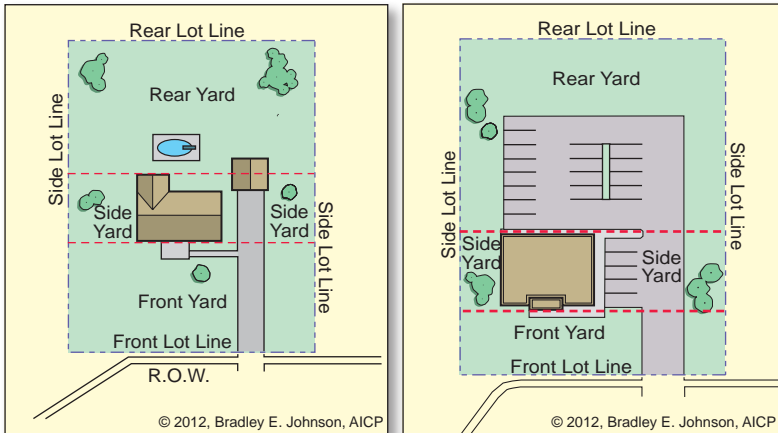 Rear Lot Line
Rear Yard
Side Lot Line
Side
Yard
Side
Yard
Side Lot Line
Front Yard
Front Lot Line
R.O.W.
© 2012, Bradley E. Johnson, AICP
Rear Lot Line
Rear Yard
Side Lot Line
Side Lot Line
Side
Yard
Side
Yard
Front Yard
Front Lot Line
© 2012, Bradley E. Johnson, AICP